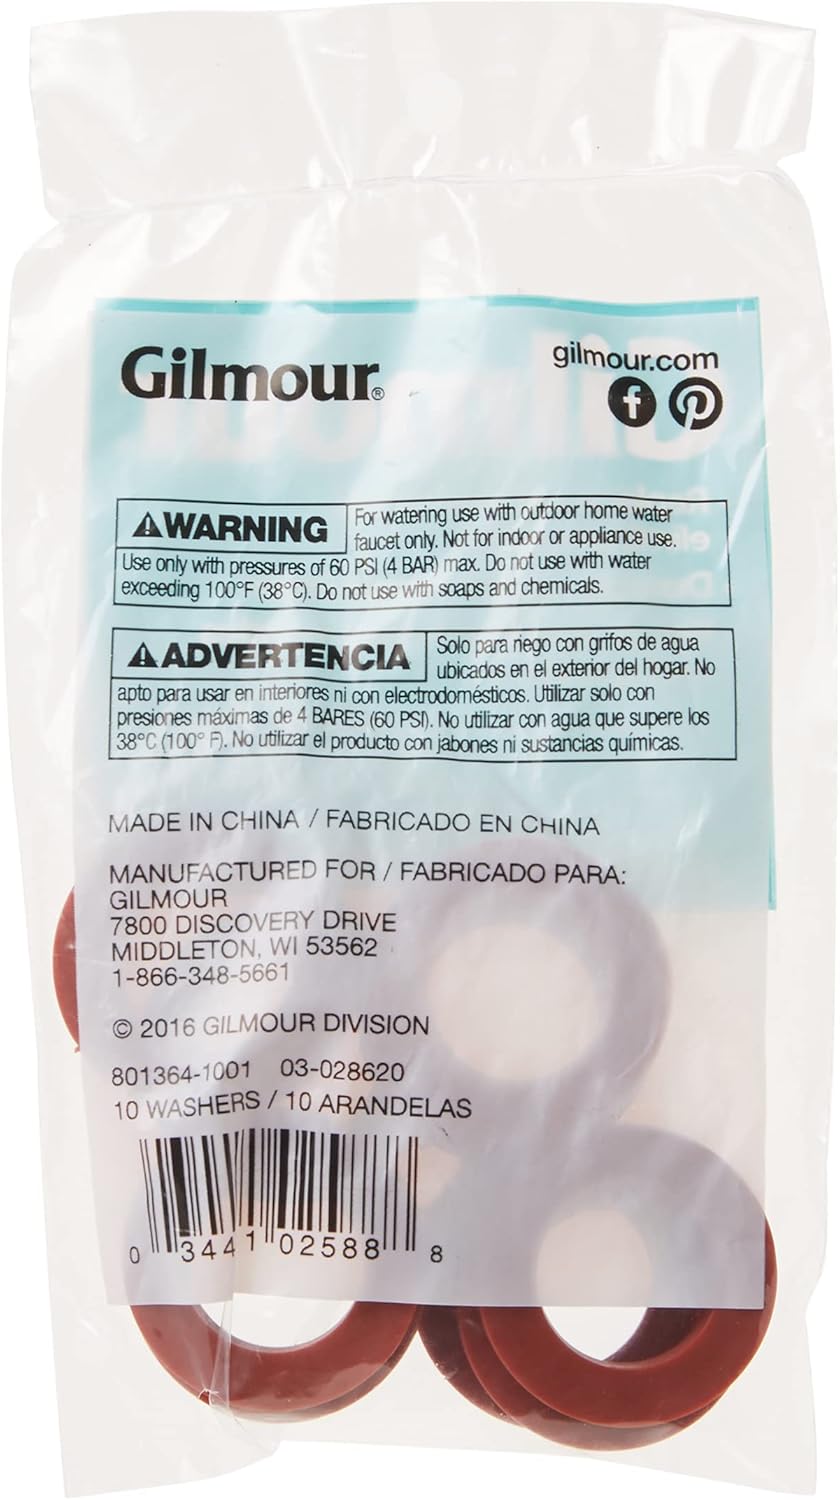 Gilmour®
gilmour.com
⚠WARNING
For watering use with outdoor home water
faucet only. Not for indoor or appliance use.
Use only with pressures of 60 PSI (4 BAR) max. Do not use with water
exceeding 100°F (38°C). Do not use with soaps and chemicals.
⚠ADVERTENCIA
Solo para riego con grifos de agua
ubicados en el exterior del hogar. No
apto para usar en interiores ni con electrodomésticos. Utilizar solo con
presiones máximas de 4 BARES (60 PSI). No utilizar con agua que supere los
38°C (100° F). No utilizar el producto con jabones ni sustancias químicas.
MADE IN CHINA / FABRICADO EN CHINA
MANUFACTURED FOR / FABRICADO PARA:
GILMOUR
7800 DISCOVERY DRIVE
MIDDLETON, WI 53562
1-866-348-5661
© 2016 GILMOUR DIVISION
801364-1001 03-028620
10 WASHERS / 10 ARANDELAS
0 34411 02588 8